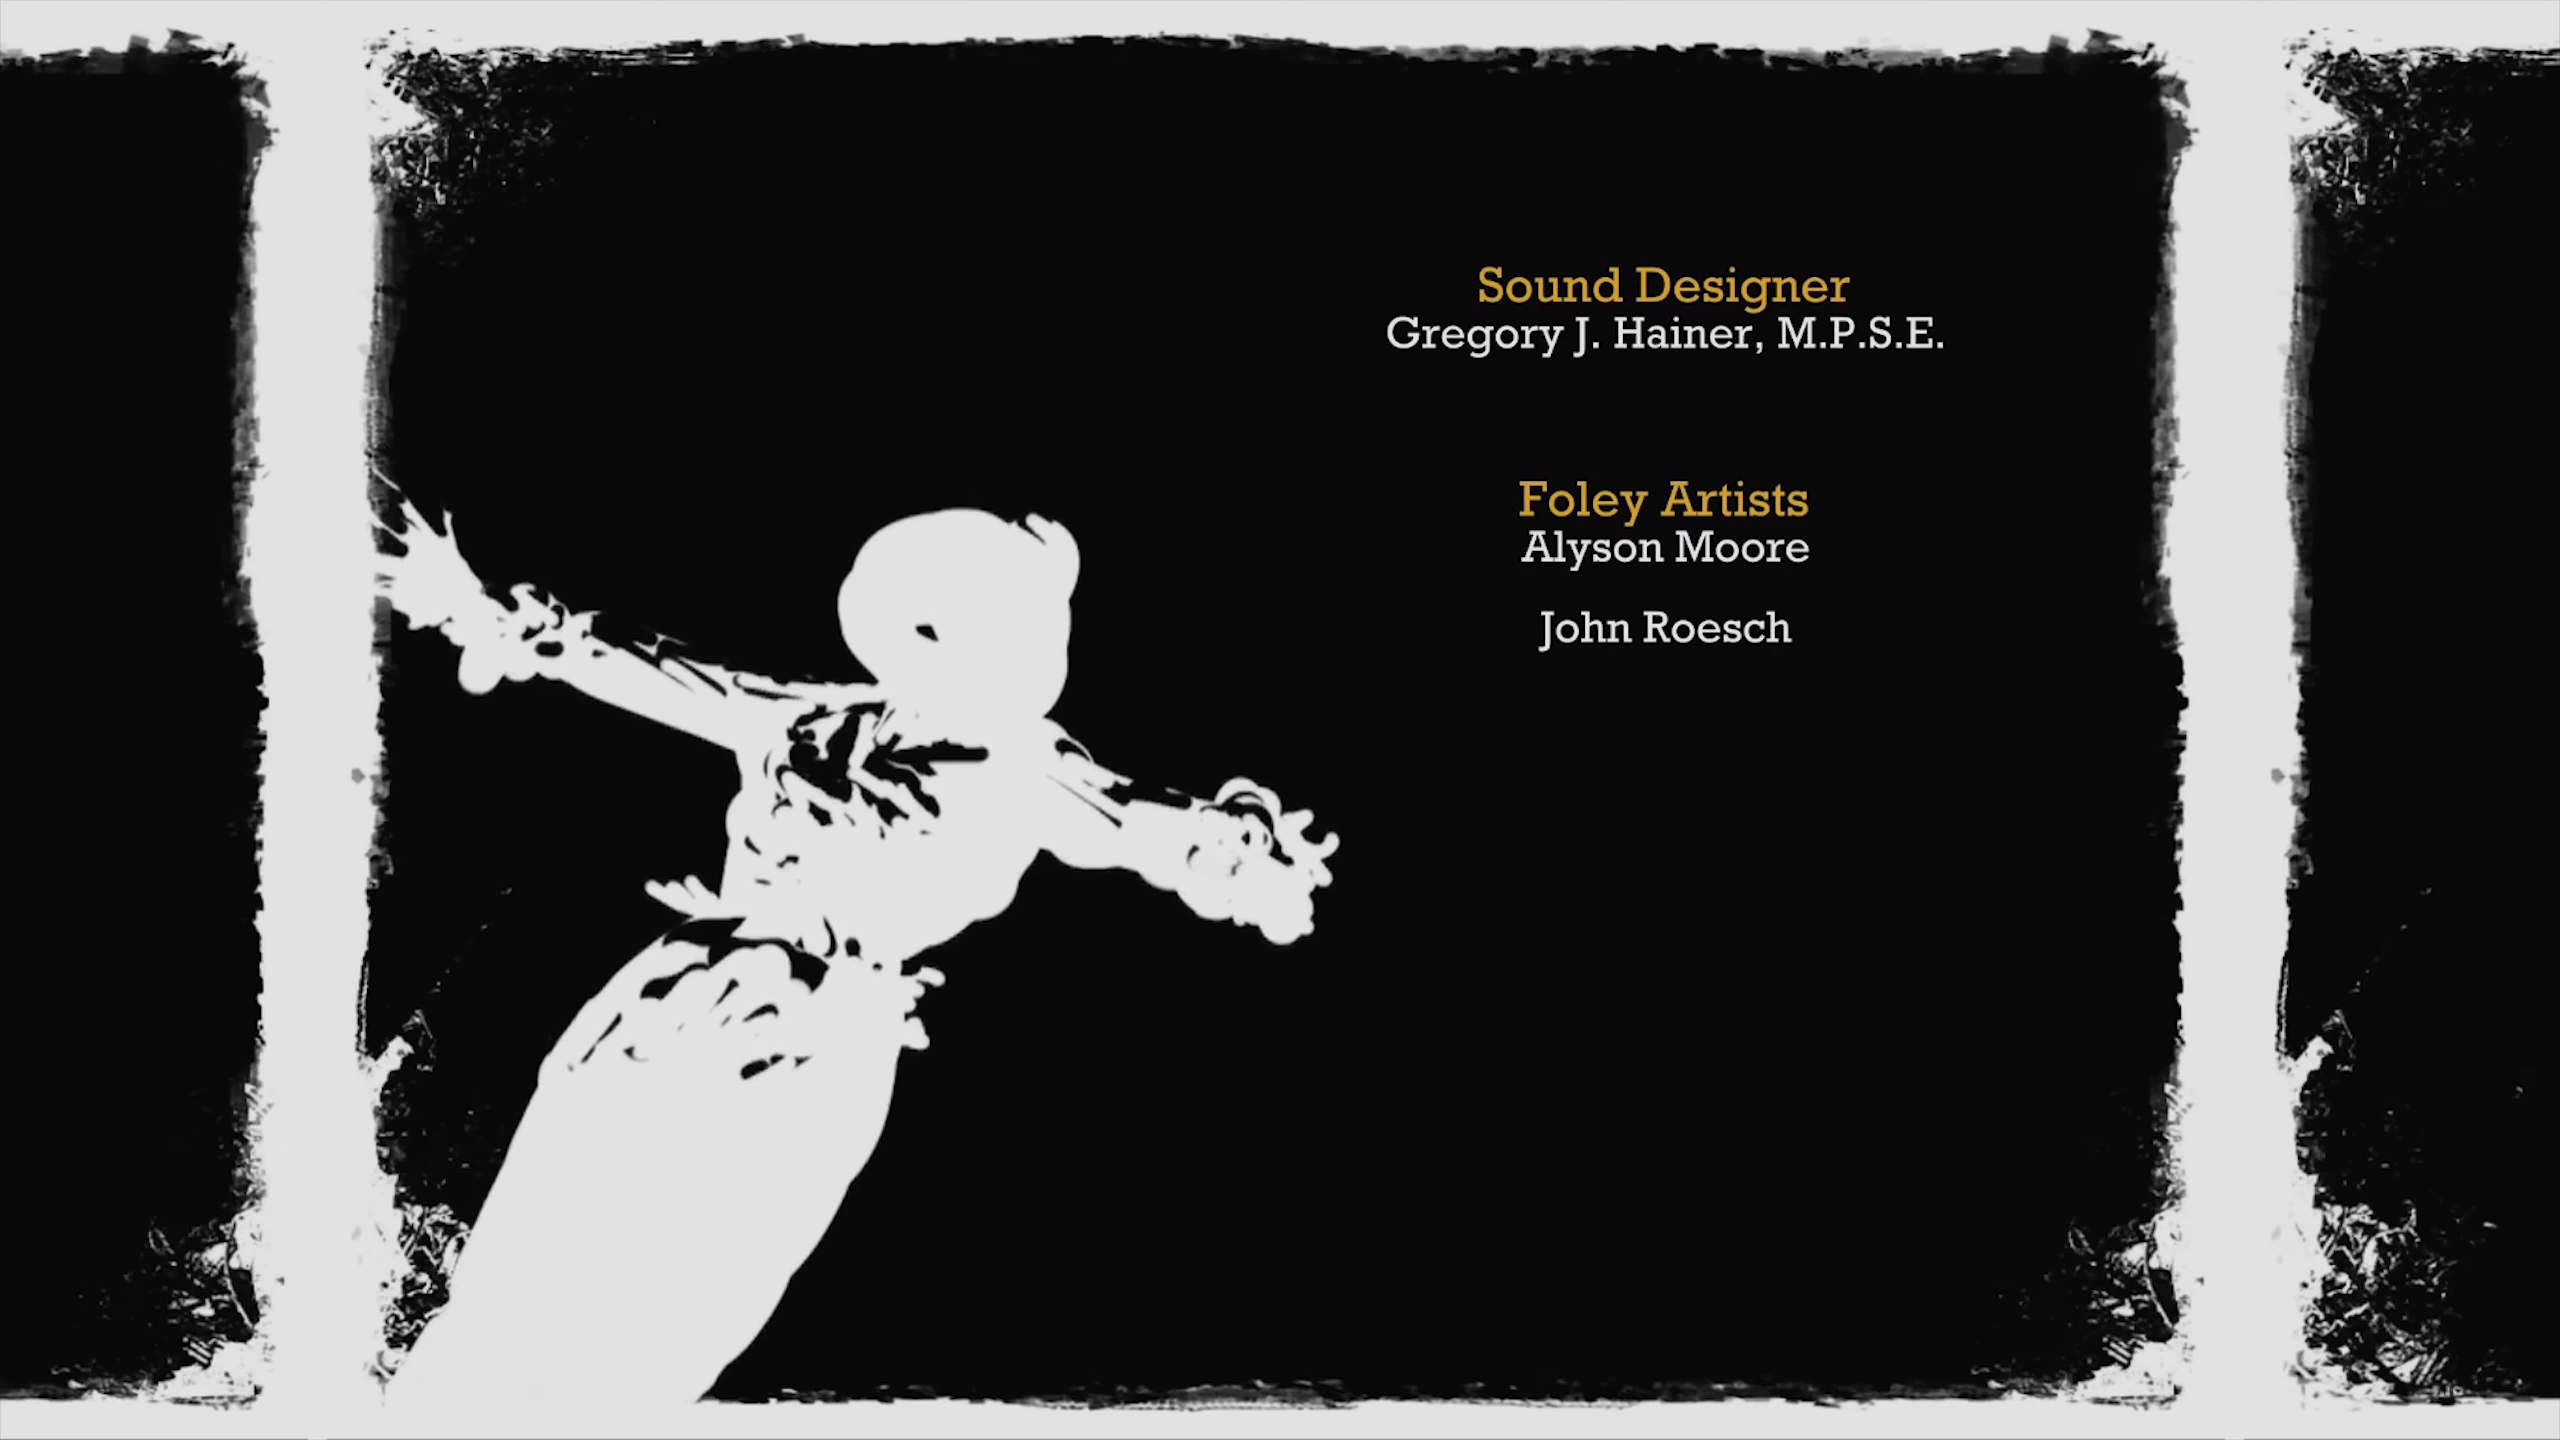 Sound Designer
Gregory J. Hainer, M.P.S.E.
Foley Artists
Alyson Moore
John Roesch